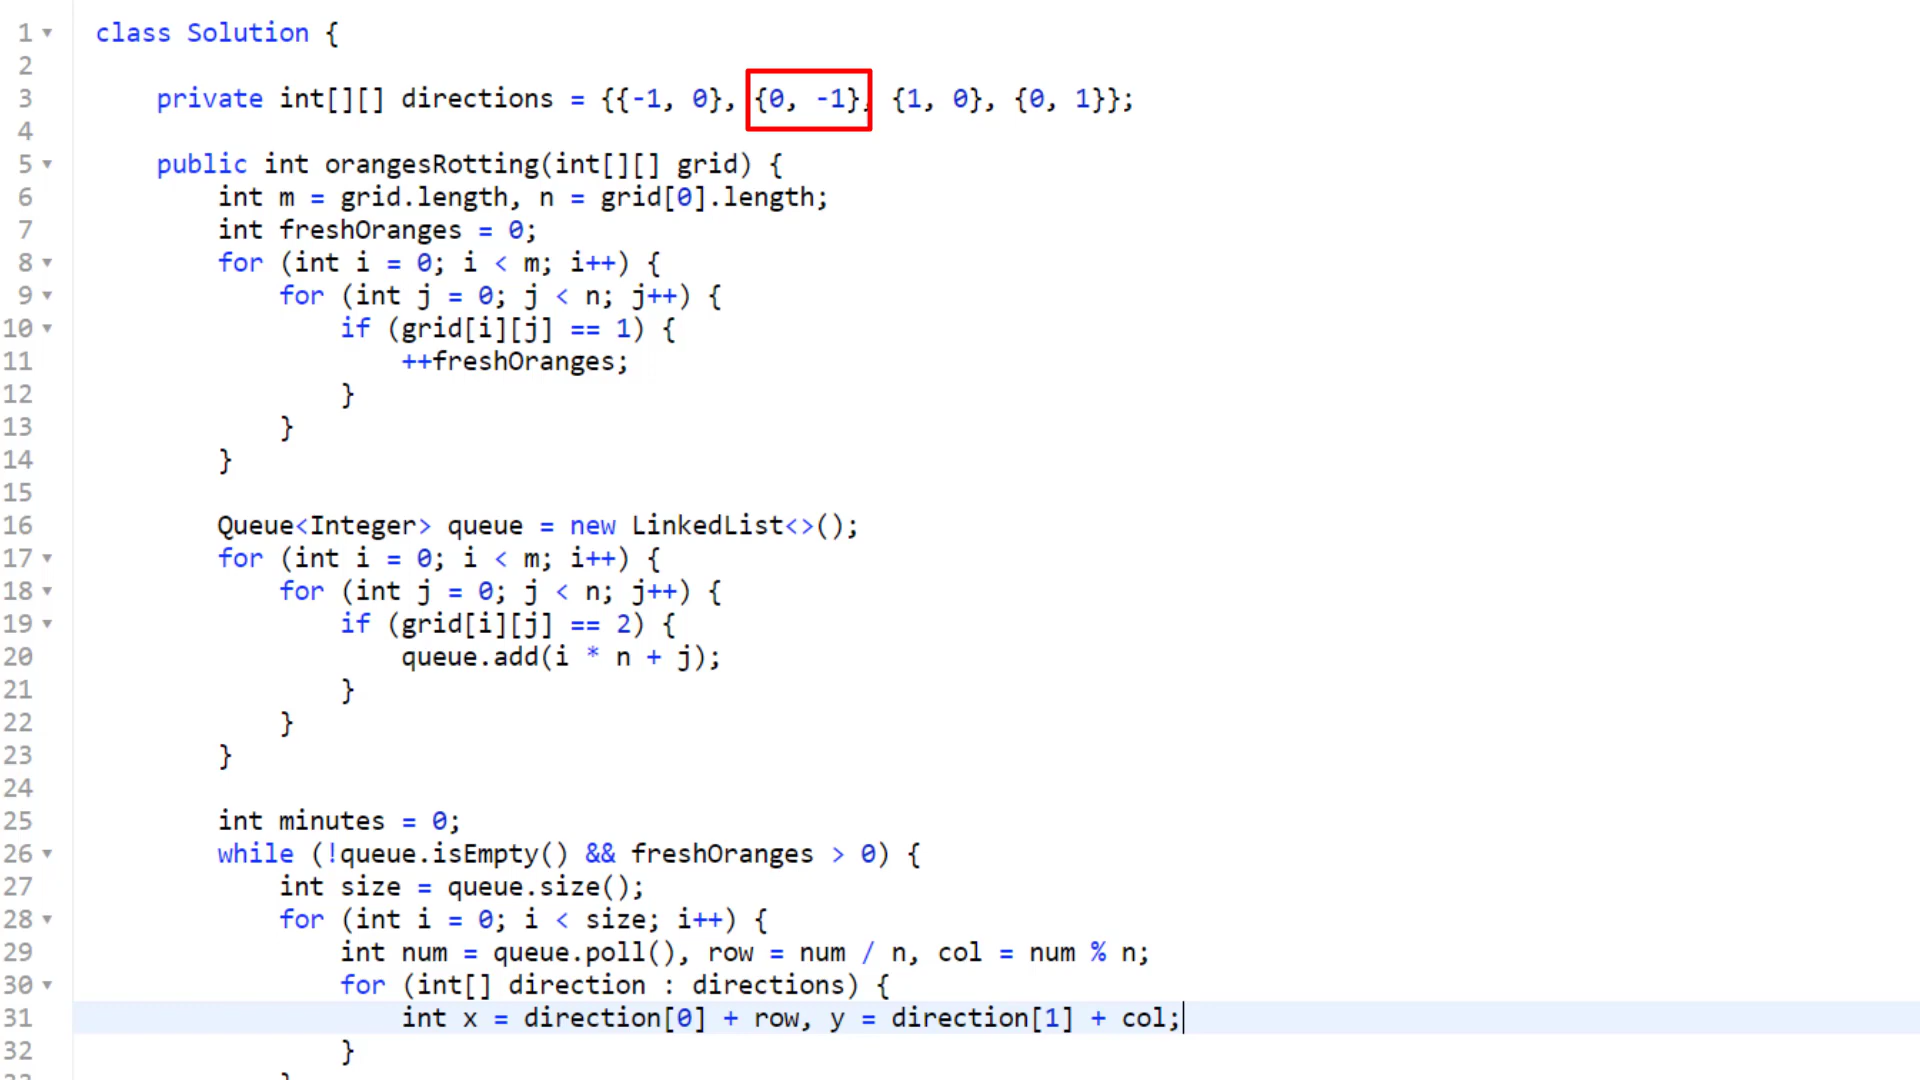 1 class Solution {
2
3 private int[][] directions = {{-1, 0}, {0, -1}, {1, 0}, {0, 1}};
4
5 public int orangesRotting(int[][] grid) {
6 int m = grid.length, n = grid[0].length;
7 int freshOranges = 0;
8 for (int i = 0; i < m; i++) {
9 for (int j = 0; j < n; j++) {
10 if (grid[i][j] == 1) {
11 ++freshOranges;
12 }
13 }
14 }
15
16 Queue<Integer> queue = new LinkedList<>();
17 for (int i = 0; i < m; i++) {
18 for (int j = 0; j < n; j++) {
19 if (grid[i][j] == 2) {
20 queue.add(i * n + j);
21 }
22 }
23 }
24
25 int minutes = 0;
26 while (!queue.isEmpty() && freshOranges > 0) {
27 int size = queue.size();
28 for (int i = 0; i < size; i++) {
29 int num = queue.poll(), row = num / n, col = num % n;
30 for (int[] direction : directions) {
31 int x = direction[0] + row, y = direction[1] + col;
32 }